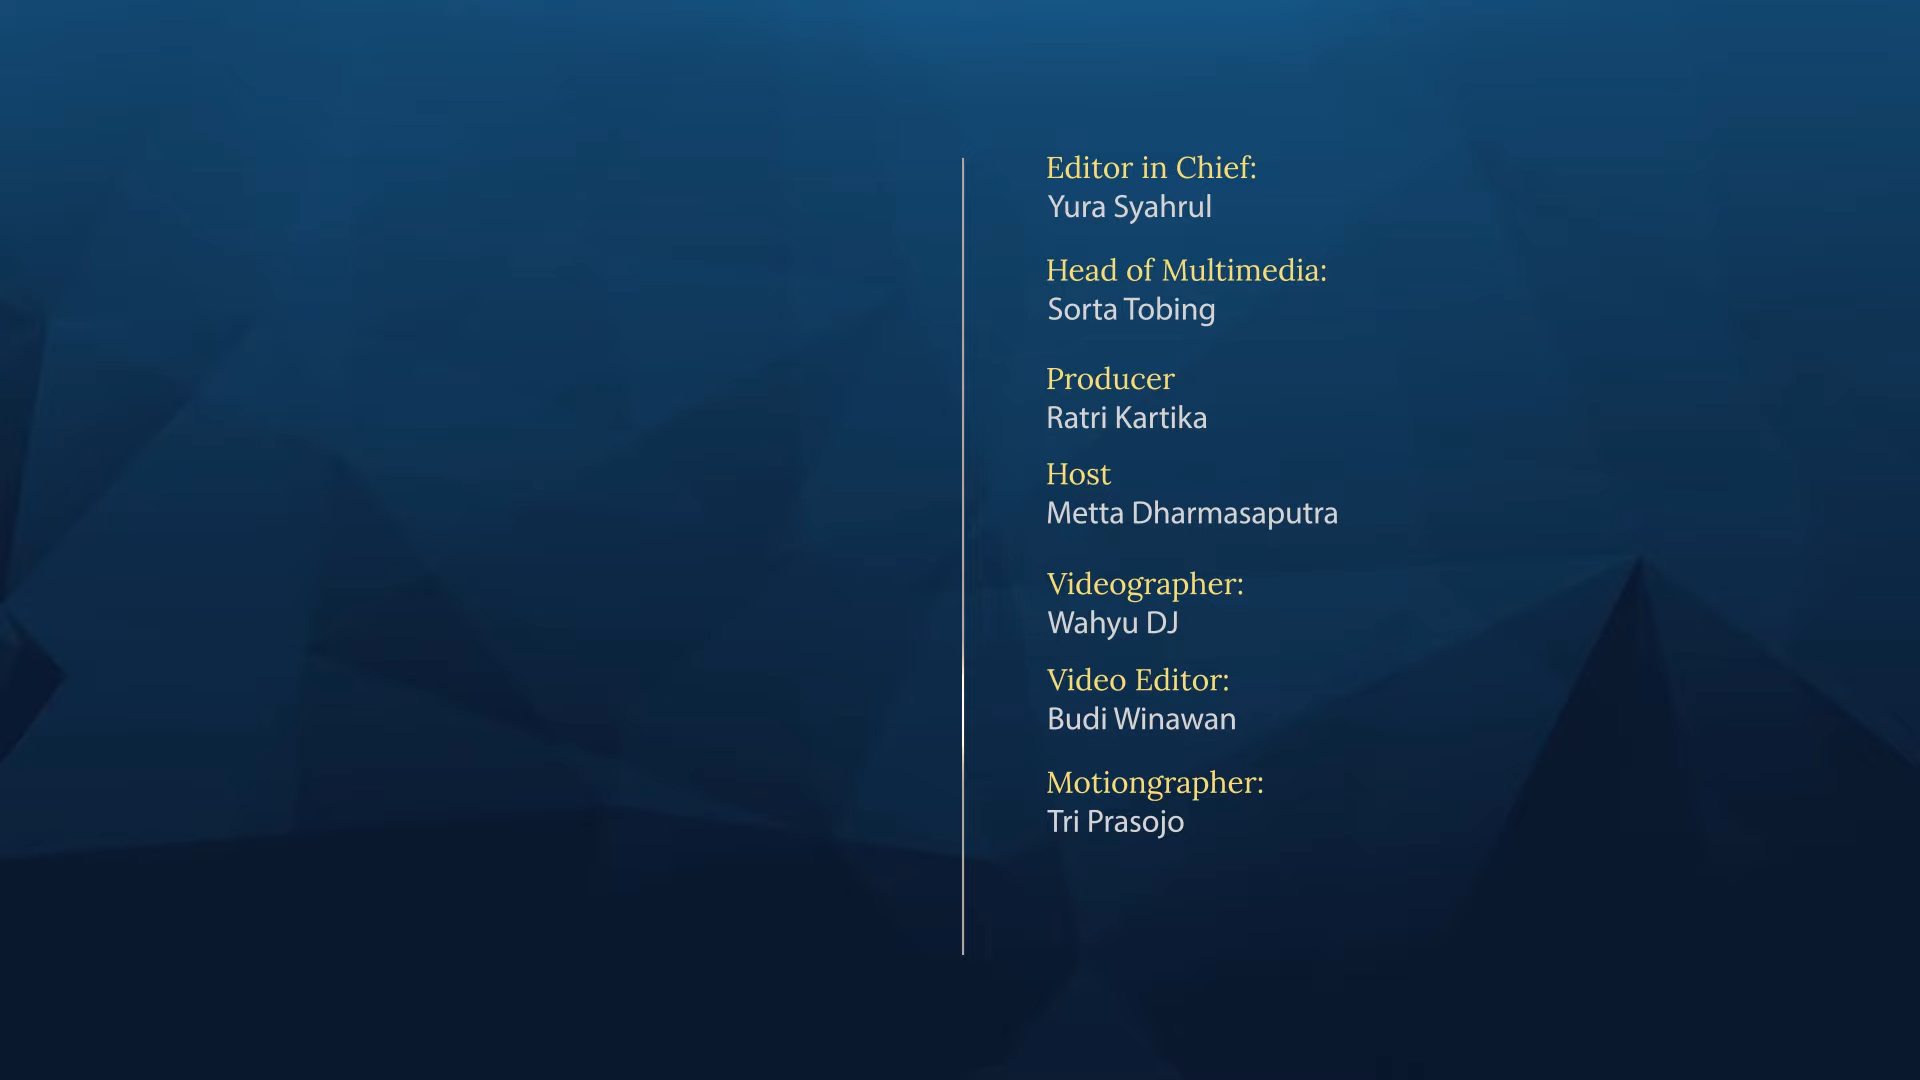 Editor in Chief:
Yura Syahrul
Head of Multimedia:
Sorta Tobing
Producer
Ratri Kartika
Host
Metta Dharmasaputra
Videographer:
Wahyu DJ
Video Editor:
Budi Winawan
Motiongrapher:
Tri Prasojo